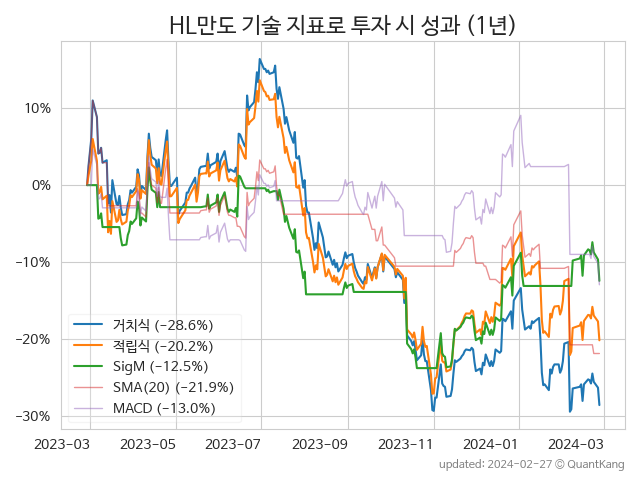 HL만도 기술 지표로 투자 시 성과 (1년)
10%
0%
−10%
−20%
−30%
거치식 (−28.6%)
적립식 (−20.2%)
SigM (−12.5%)
SMA(20) (−21.9%)
MACD (−13.0%)
2023−03 2023−05 2023−07 2023−09 2023−11 2024−01 2024−03
updated: 2024−02−27 © QuantKang